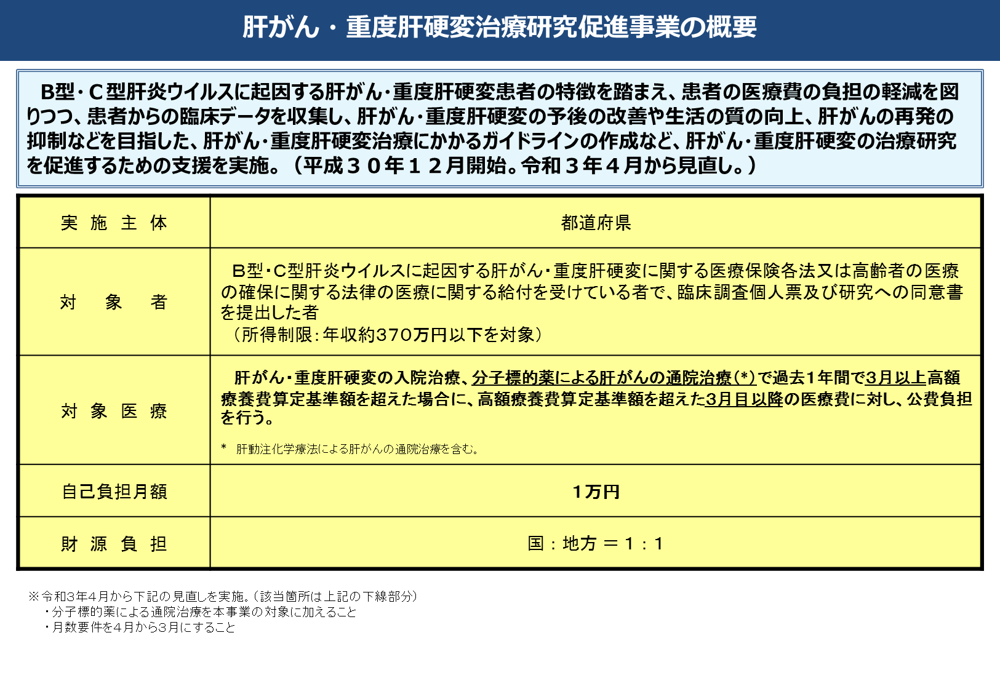 肝がん・重度肝硬変治療研究促進事業の概要
B型・C型肝炎ウイルスに起因する肝がん・重度肝硬変患者の特徴を踏まえ、患者の医療費の負担の軽減を図
りつつ、患者からの臨床データを収集し、肝がん・重度肝硬変の予後の改善や生活の質の向上、肝がんの再発の
抑制などを目指した、肝がん・重度肝硬変治療にかかるガイドラインの作成など、肝がん・重度肝硬変の治療研究
を促進するための支援を実施。（平成３０年１２月開始。令和３年４月から見直し。）
実施主体
都道府県
対象者
Ｂ型・Ｃ型肝炎ウイルスに起因する肝がん・重度肝硬変に関する医療保険各法又は高齢者の医療
の確保に関する法律の医療に関する給付を受けている者で、臨床調査個人票及び研究への同意書
を提出した者
（所得制限：年収約３７０万円以下を対象）
対象医療
肝がん・重度肝硬変の入院治療、分子標的薬による肝がんの通院治療（*）で過去１年間で３月以上高額
療養費算定基準額を超えた場合に、高額療養費算定基準額を超えた３月目以降の医療費に対し、公費負担
を行う。
* 肝動注化学療法による肝がんの通院治療を含む。
自己負担月額
１万円
財源負担
国：地方＝１：１
※令和３年４月から下記の見直しを実施。（該当箇所は上記の下線部分）
・分子標的薬による通院治療を本事業の対象に加えること
・月数要件を４月から３月にすること